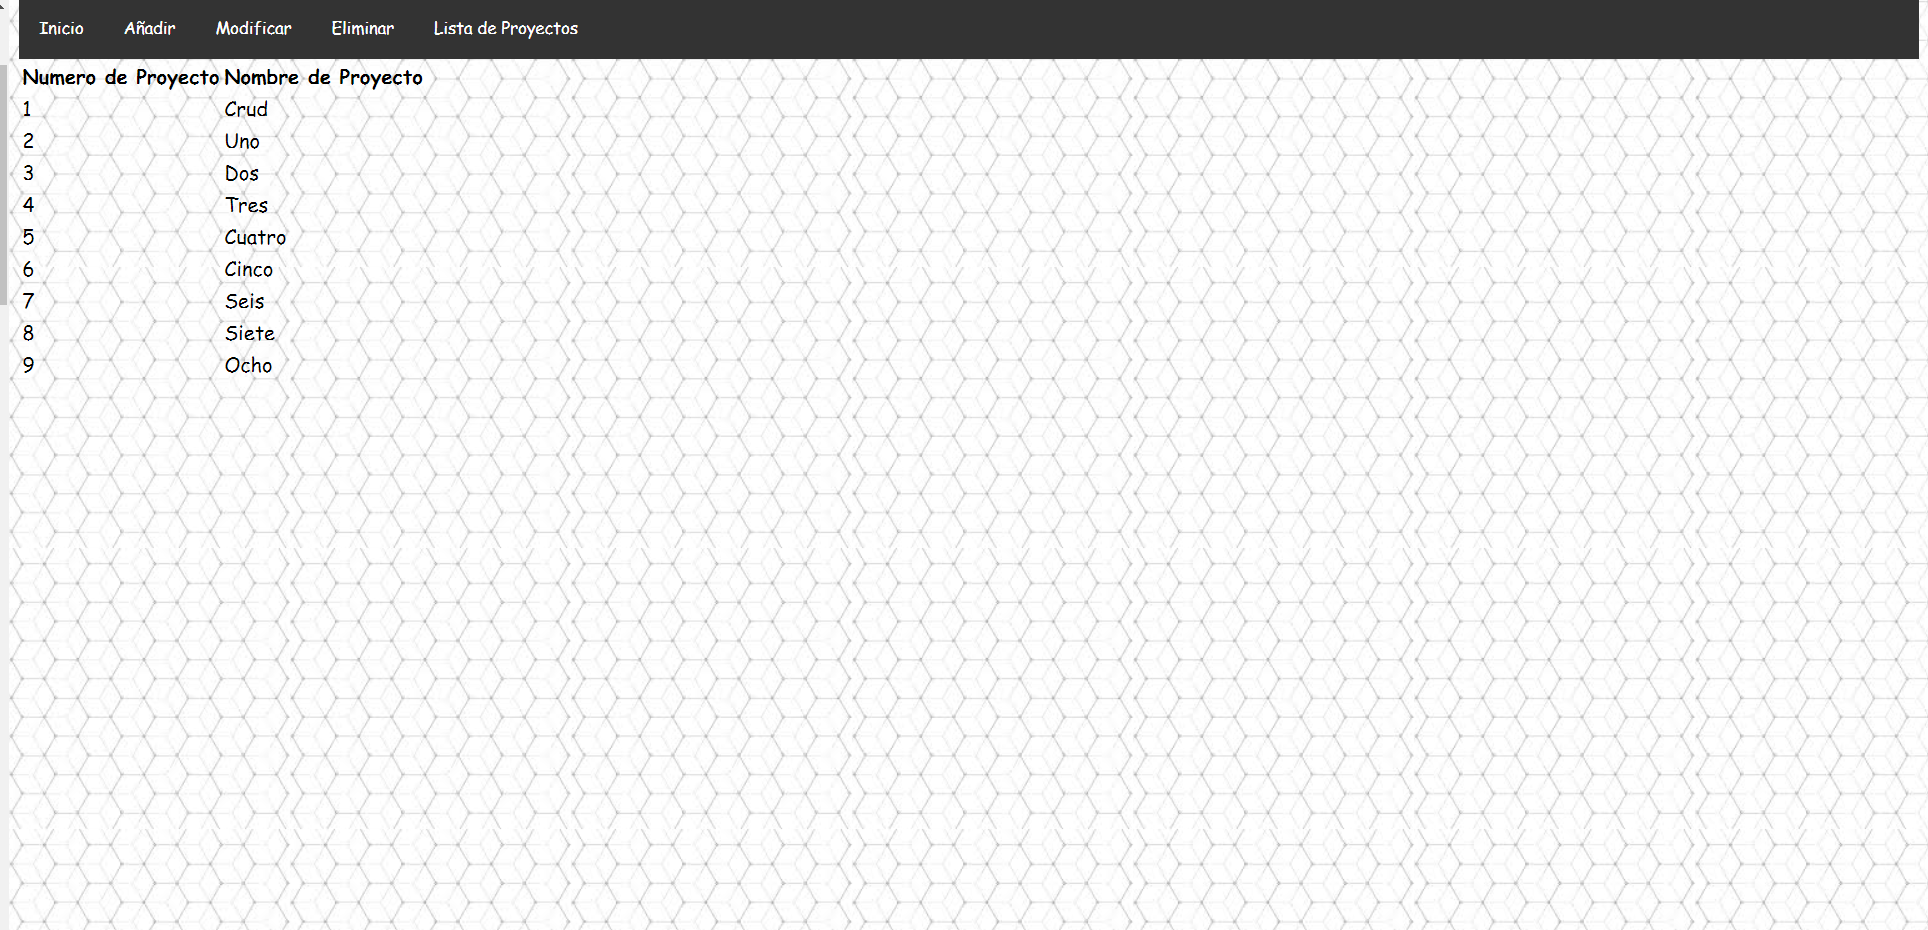 Inicio Añadir Modificar Eliminar Lista de Proyectos
Numero de Proyecto Nombre de Proyecto
1 Crud
2 Uno
3 Dos
4 Tres
5 Cuatro
6 Cinco
7 Seis
8 Siete
9 Ocho